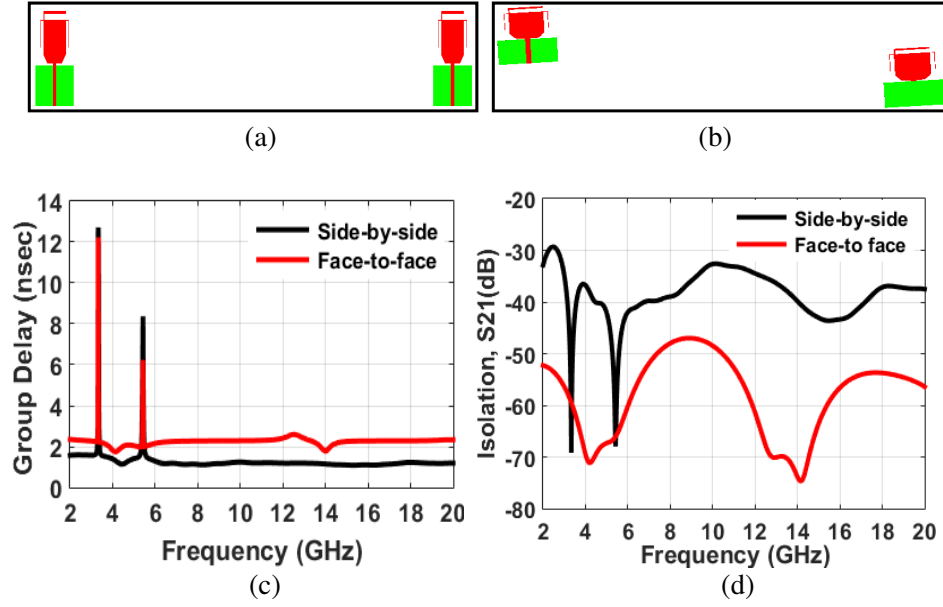 (a)
(b)
Group Delay (nsec)
14
12
10
8
6
4
2
0
Side-by-side
Face-to-face
2 4 6 8 10 12 14 16 18 20
Frequency (GHz)
(c)
Isolation, S21(dB)
-20
-30
-40
-50
-60
-70
-80
Side-by-side
Face-to face
2 4 6 8 10 12 14 16 18 20
Frequency (GHz)
(d)